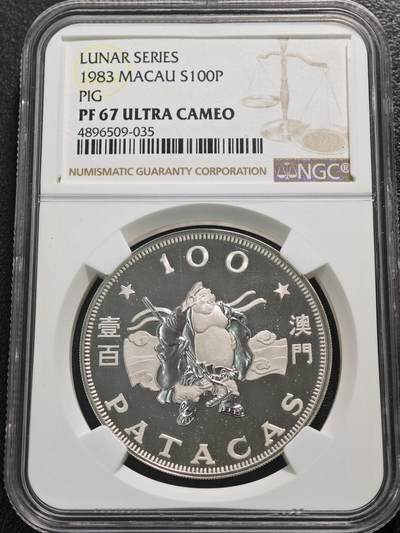 LUNAR SERIES
1983 MACAU S100P
PIG
PF 67 ULTRA CAMEO
4896509-035
NUMISMATIC GUARANTY CORPORATION
NGC®
100
壹百
澳門
PATACAS